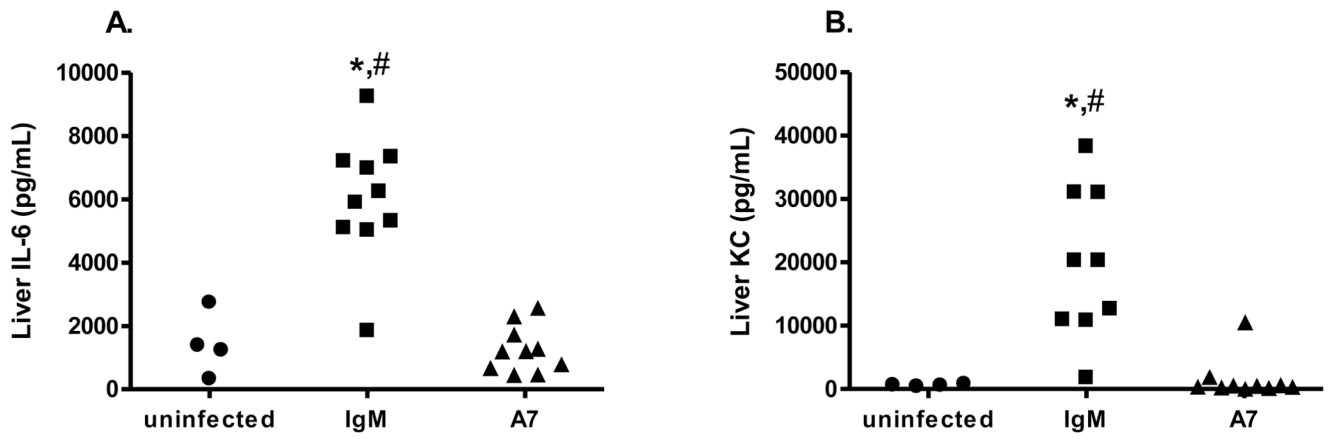 A.
*,#
Liver IL-6 (pg/mL)
10000
8000
6000
4000
2000
0
uninfected IgM A7
B.
*,#
Liver KC (pg/mL)
50000
40000
30000
20000
10000
0
uninfected IgM A7